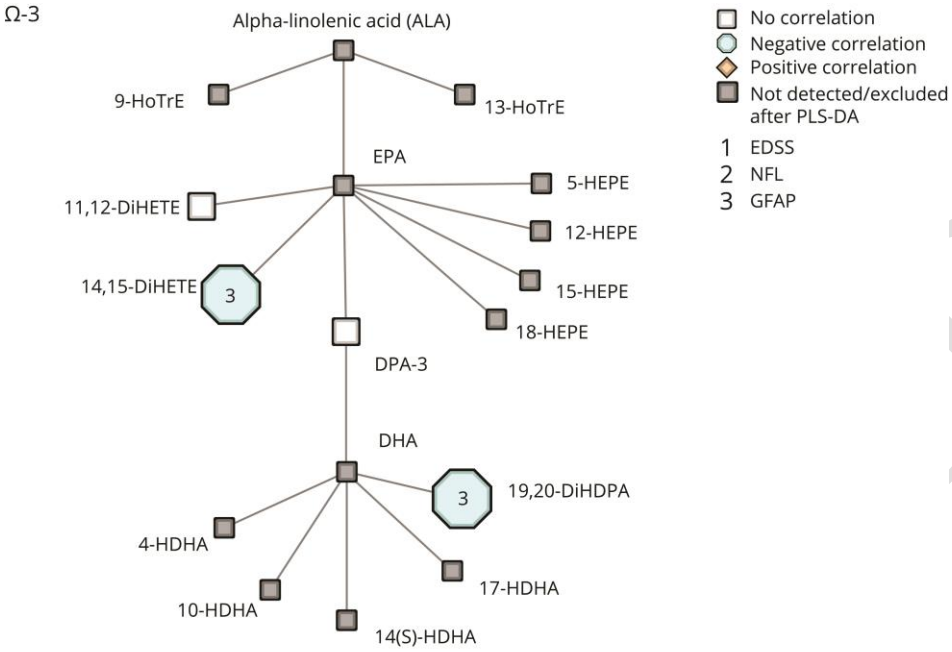 Ω-3
Alpha-linolenic acid (ALA)
9-HoTrE
13-HoTrE
EPA
5-HEPE
11,12-DiHETE
12-HEPE
14,15-DiHETE
3
15-HEPE
18-HEPE
DPA-3
DHA
3
19,20-DiHDPA
4-HDHA
17-HDHA
10-HDHA
14(S)-HDHA
No correlation
Negative correlation
Positive correlation
Not detected/excluded
after PLS-DA
1 EDSS
2 NFL
3 GFAP